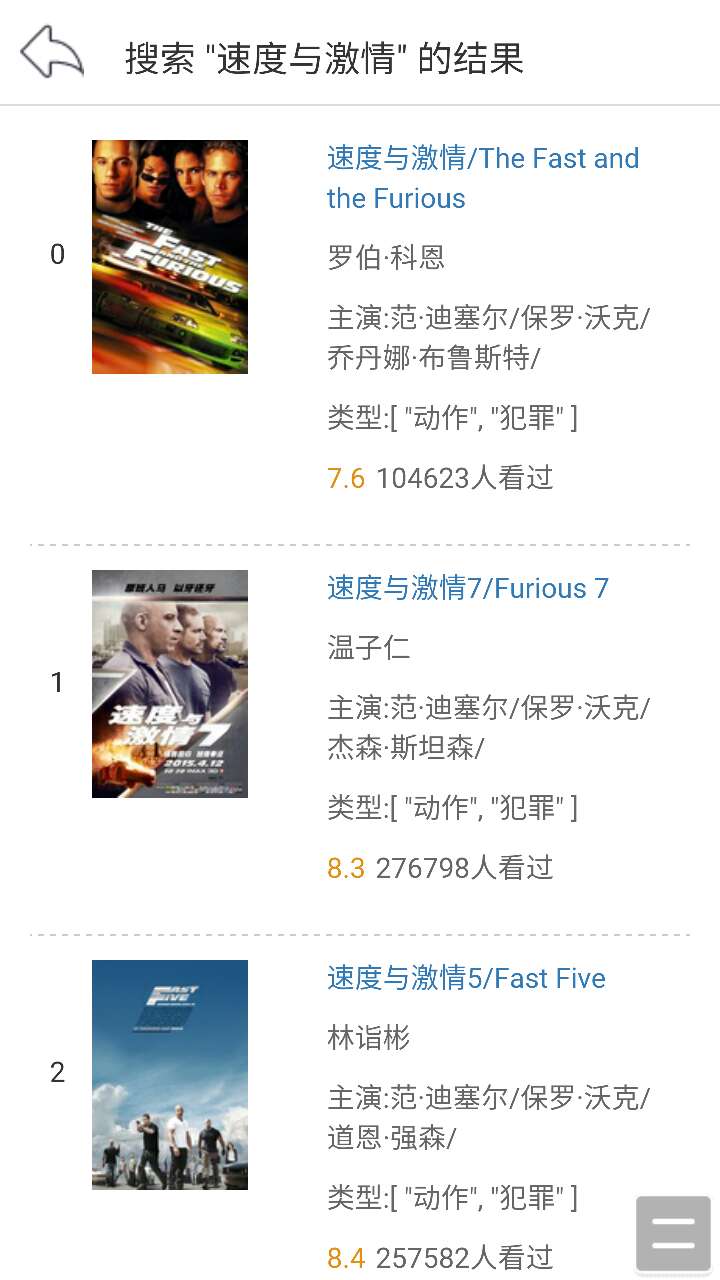 搜索 "速度与激情" 的结果
0
THE
FAST
AND THE
FURIOUS
速度与激情/The Fast and
the Furious
罗伯·科恩
主演:范·迪塞尔/保罗·沃克/
乔丹娜·布鲁斯特/
类型:[ "动作", "犯罪" ]
7.6 104623人看过
1
速度与
激情7
2015.4.12
速度与激情7/Furious 7
温子仁
主演:范·迪塞尔/保罗·沃克/
杰森·斯坦森/
类型:[ "动作", "犯罪" ]
8.3 276798人看过
2
FAST
FIVE
速度与激情5/Fast Five
林诣彬
主演:范·迪塞尔/保罗·沃克/
道恩·强森/
类型:[ "动作", "犯罪" ]
8.4 257582人看过